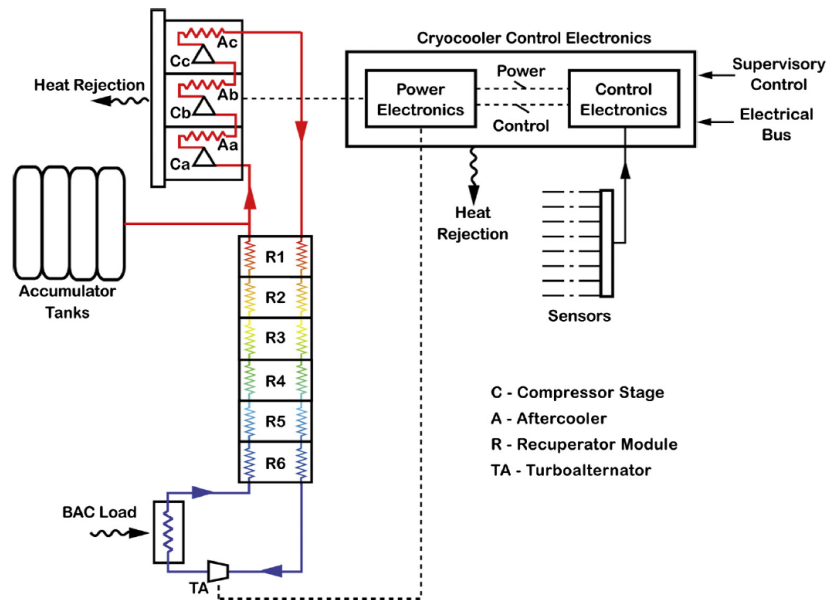 Ac
Cc
Heat Rejection
Ab
Cb
Aa
Ca
Cryocooler Control Electronics
Power
Electronics
Power
Control
Control
Electronics
Supervisory
Control
Electrical
Bus
Heat
Rejection
Accumulator
Tanks
Sensors
R1
R2
R3
R4
R5
R6
C - Compressor Stage
A - Aftercooler
R - Recuperator Module
TA - Turboalternator
BAC Load
TA